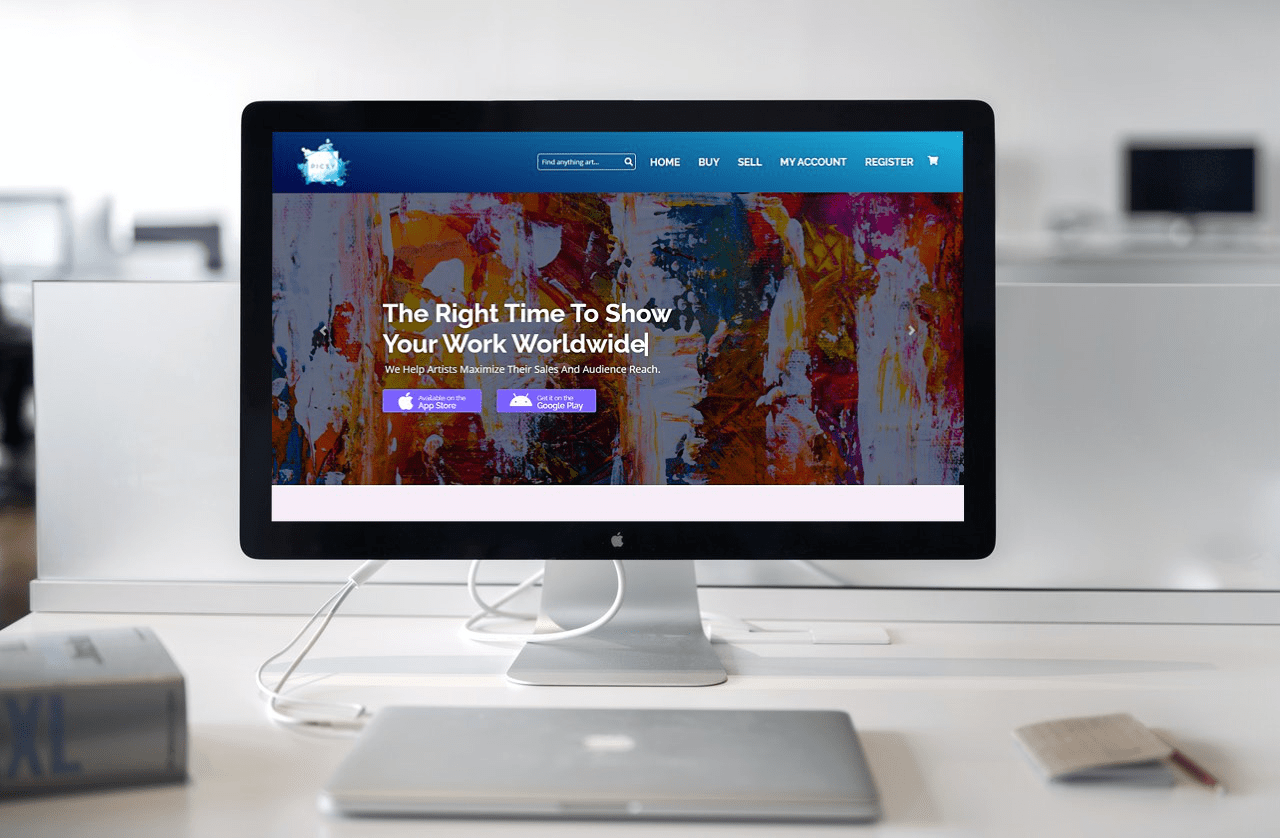 PICSY
Find anything art...
HOME
BUY
SELL
MY ACCOUNT
REGISTER
The Right Time To Show
Your Work Worldwide
We Help Artists Maximize Their Sales And Audience Reach.
Available on the
App Store
Get it on the
Google Play
XL